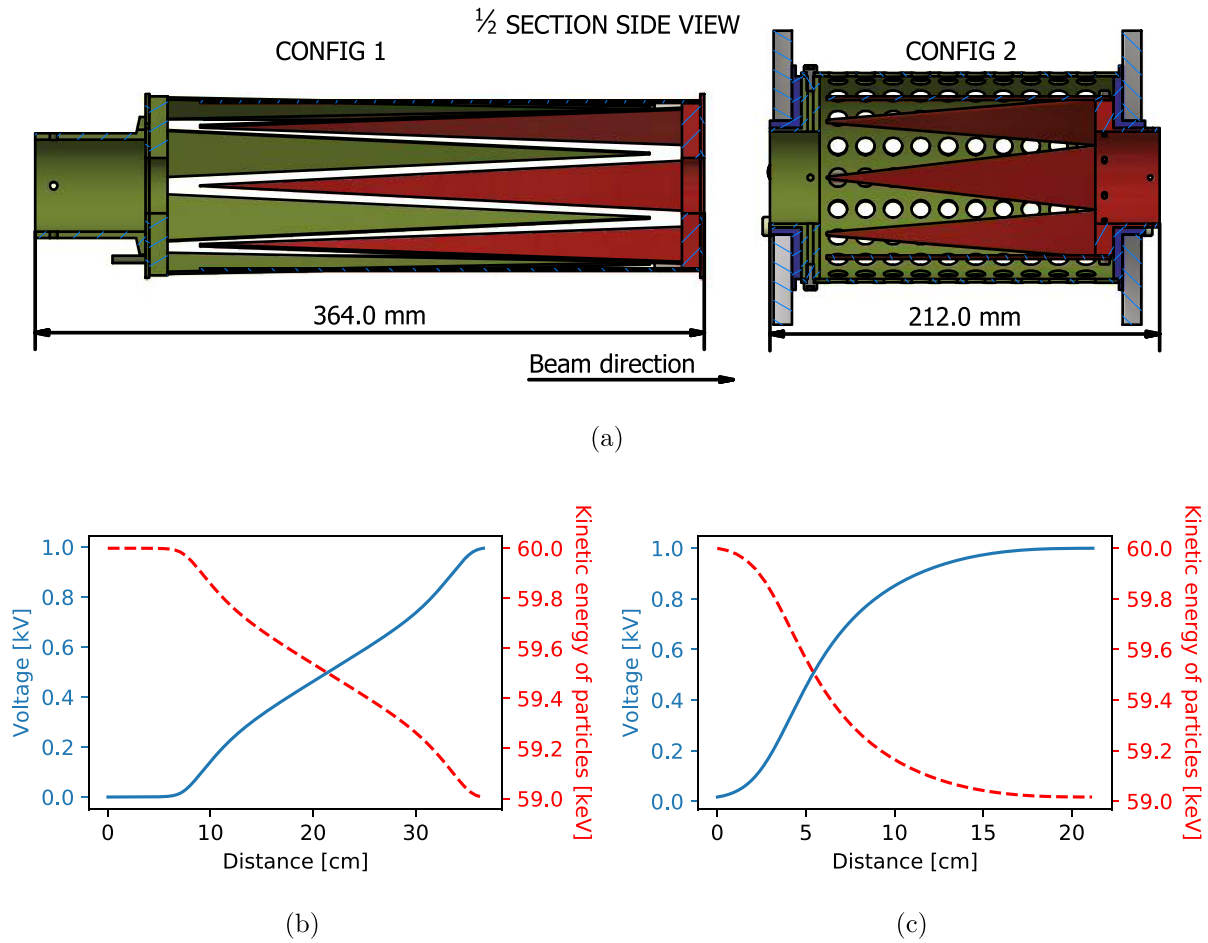 ½ SECTION SIDE VIEW
CONFIG 1
CONFIG 2
364.0 mm
212.0 mm
Beam direction
(a)
Voltage [kV]
1.0
0.8
0.6
0.4
0.2
0.0
0
10
20
30
Distance [cm]
60.0
59.8
59.6
59.4
59.2
59.0
Kinetic energy of particles [keV]
(b)
Voltage [kV]
1.0
0.8
0.6
0.4
0.2
0.0
0
5
10
15
20
Distance [cm]
60.0
59.8
59.6
59.4
59.2
59.0
Kinetic energy of particles [keV]
(c)